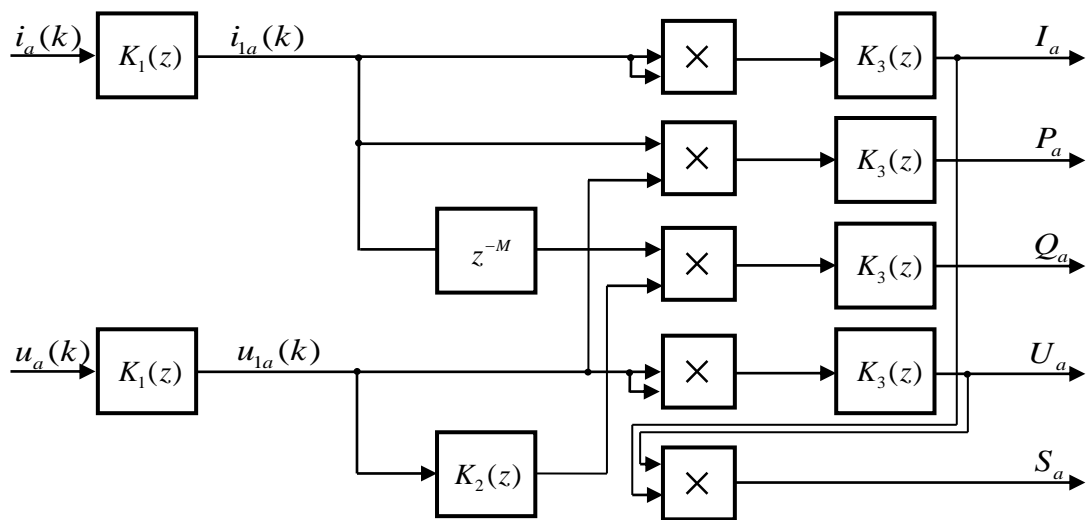 i_a(k) K_1(z) i_{1a}(k) × K_3(z) I_a
× K_3(z) P_a
z^{-M} × K_3(z) Q_a
u_a(k) K_1(z) u_{1a}(k) × K_3(z) U_a
K_2(z) × S_a